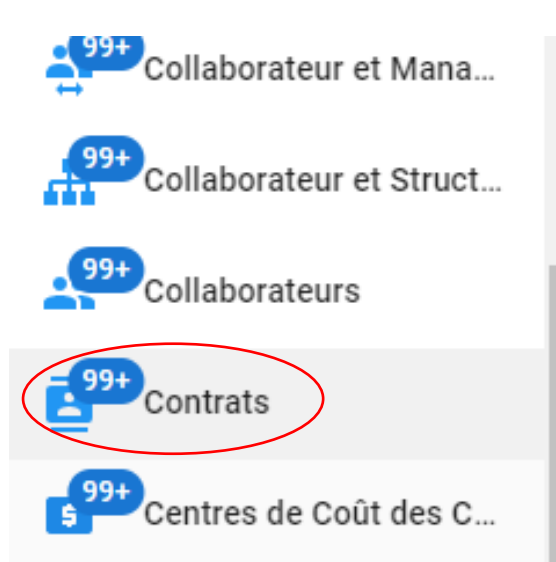 99+ Collaborateur et Mana...
99+ Collaborateur et Struct...
99+ Collaborateurs
99+ Contrats
99+ Centres de Coût des C...